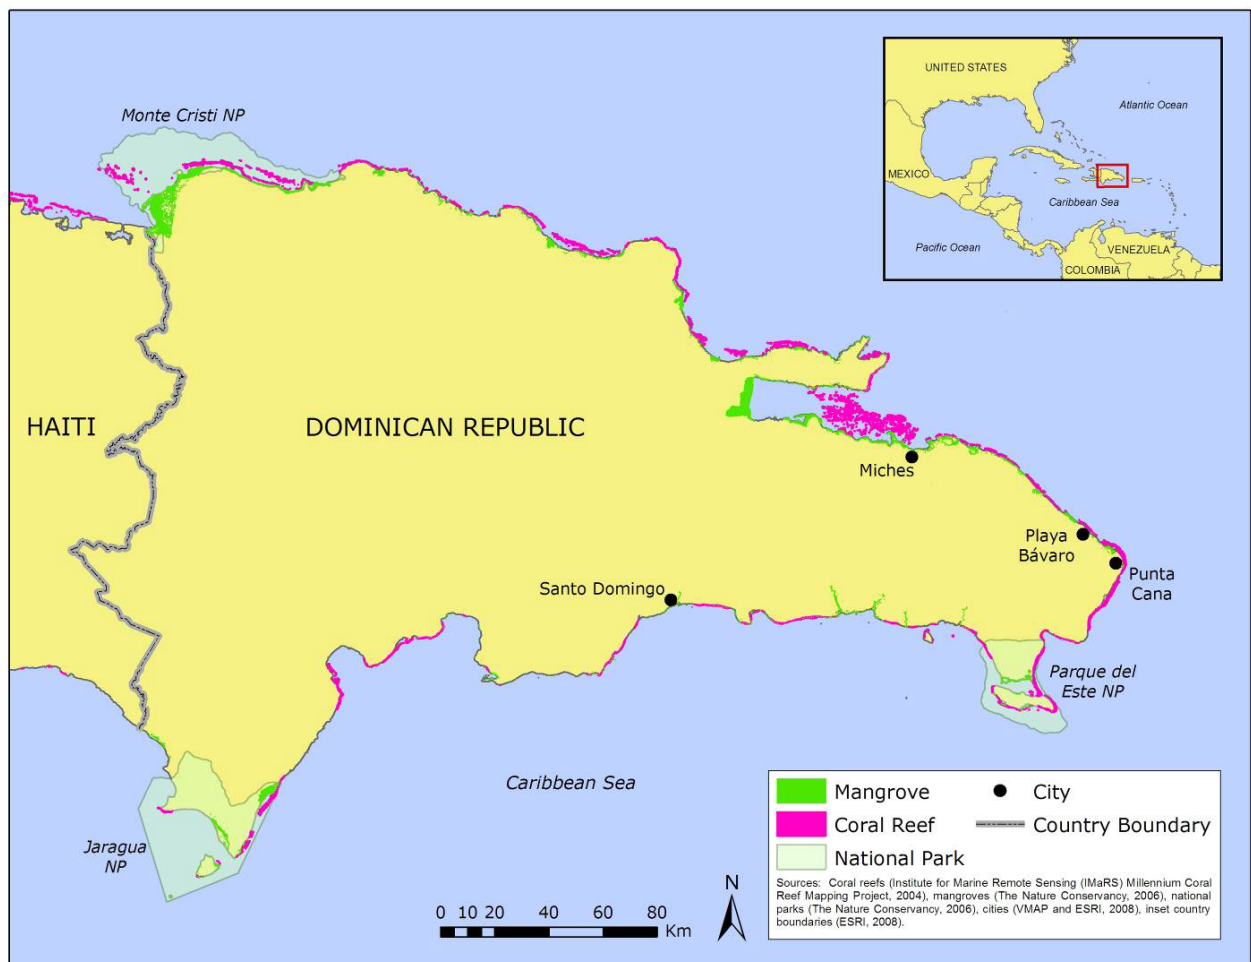 Monte Cristi NP
UNITED STATES
Atlantic Ocean
MEXICO
Caribbean Sea
Pacific Ocean
VENEZUELA
COLOMBIA
HAITI
DOMINICAN REPUBLIC
Miches
Playa
Bávaro
Punta
Cana
Santo Domingo
Parque del
Este NP
Caribbean Sea
Jaragua
NP
Mangrove
City
Coral Reef
Country Boundary
National Park
Sources: Coral reefs (Institute for Marine Remote Sensing (IMaRS) Millennium Coral
Reef Mapping Project, 2004), mangroves (The Nature Conservancy, 2006), national
parks (The Nature Conservancy, 2006), cities (VMAP and ESRI, 2008), inset country
boundaries (ESRI, 2008).
N
0 10 20 40 60 80
Km